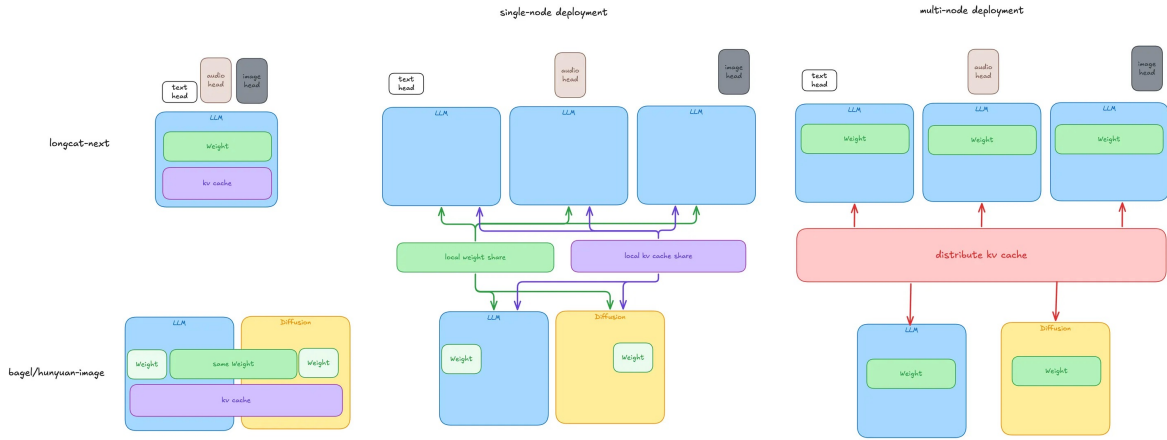 single-node deployment
multi-node deployment
longcat-next
text
head
audio
head
image
head
LLM
Weight
kv cache
text
head
audio
head
image
head
LLM
LLM
LLM
local weight share
local kv cache share
text
head
audio
head
image
head
LLM
Weight
LLM
Weight
LLM
Weight
distribute kv cache
bagel/hunyuan-image
LLM
Diffusion
Weight
same Weight
Weight
kv cache
LLM
Weight
Diffusion
Weight
LLM
Weight
Diffusion
Weight